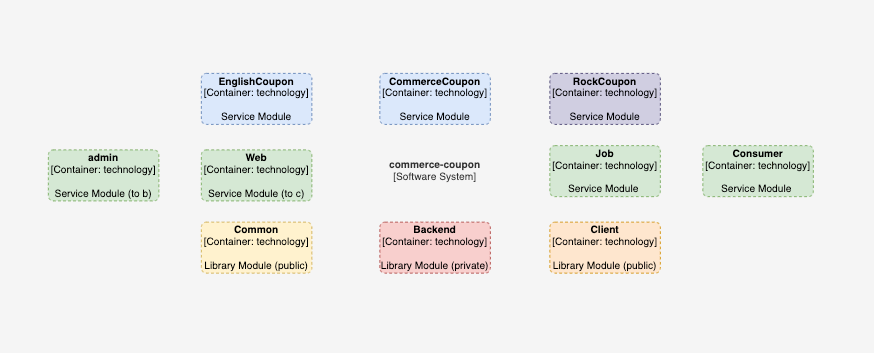 EnglishCoupon
[Container: technology]
Service Module
CommerceCoupon
[Container: technology]
Service Module
RockCoupon
[Container: technology]
Service Module
admin
[Container: technology]
Service Module (to b)
Web
[Container: technology]
Service Module (to c)
commerce-coupon
[Software System]
Job
[Container: technology]
Service Module
Consumer
[Container: technology]
Service Module
Common
[Container: technology]
Library Module (public)
Backend
[Container: technology]
Library Module (private)
Client
[Container: technology]
Library Module (public)